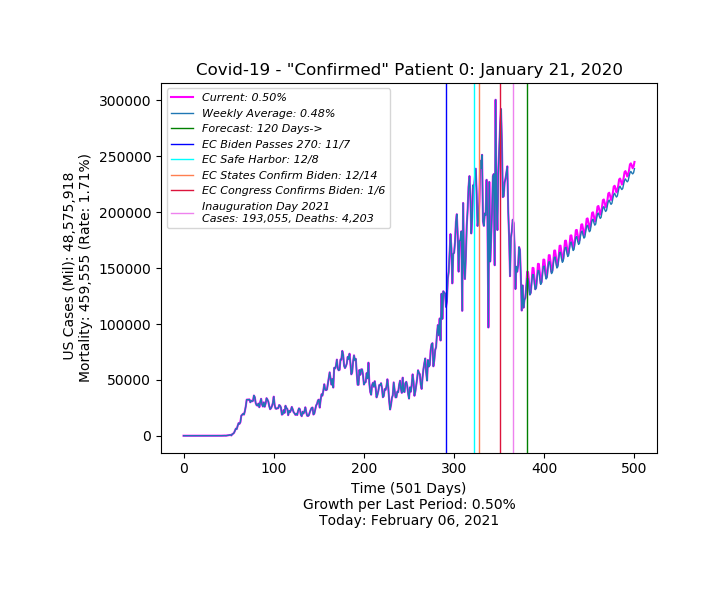 Covid-19 - "Confirmed" Patient 0: January 21, 2020
Current: 0.50%
Weekly Average: 0.48%
Forecast: 120 Days->
EC Biden Passes 270: 11/7
EC Safe Harbor: 12/8
EC States Confirm Biden: 12/14
EC Congress Confirms Biden: 1/6
Inauguration Day 2021
Cases: 193,055, Deaths: 4,203
US Cases (Mil): 48,575,918
Mortality: 459,555 (Rate: 1.71%)
300000
250000
200000
150000
100000
50000
0
0 100 200 300 400 500
Time (501 Days)
Growth per Last Period: 0.50%
Today: February 06, 2021